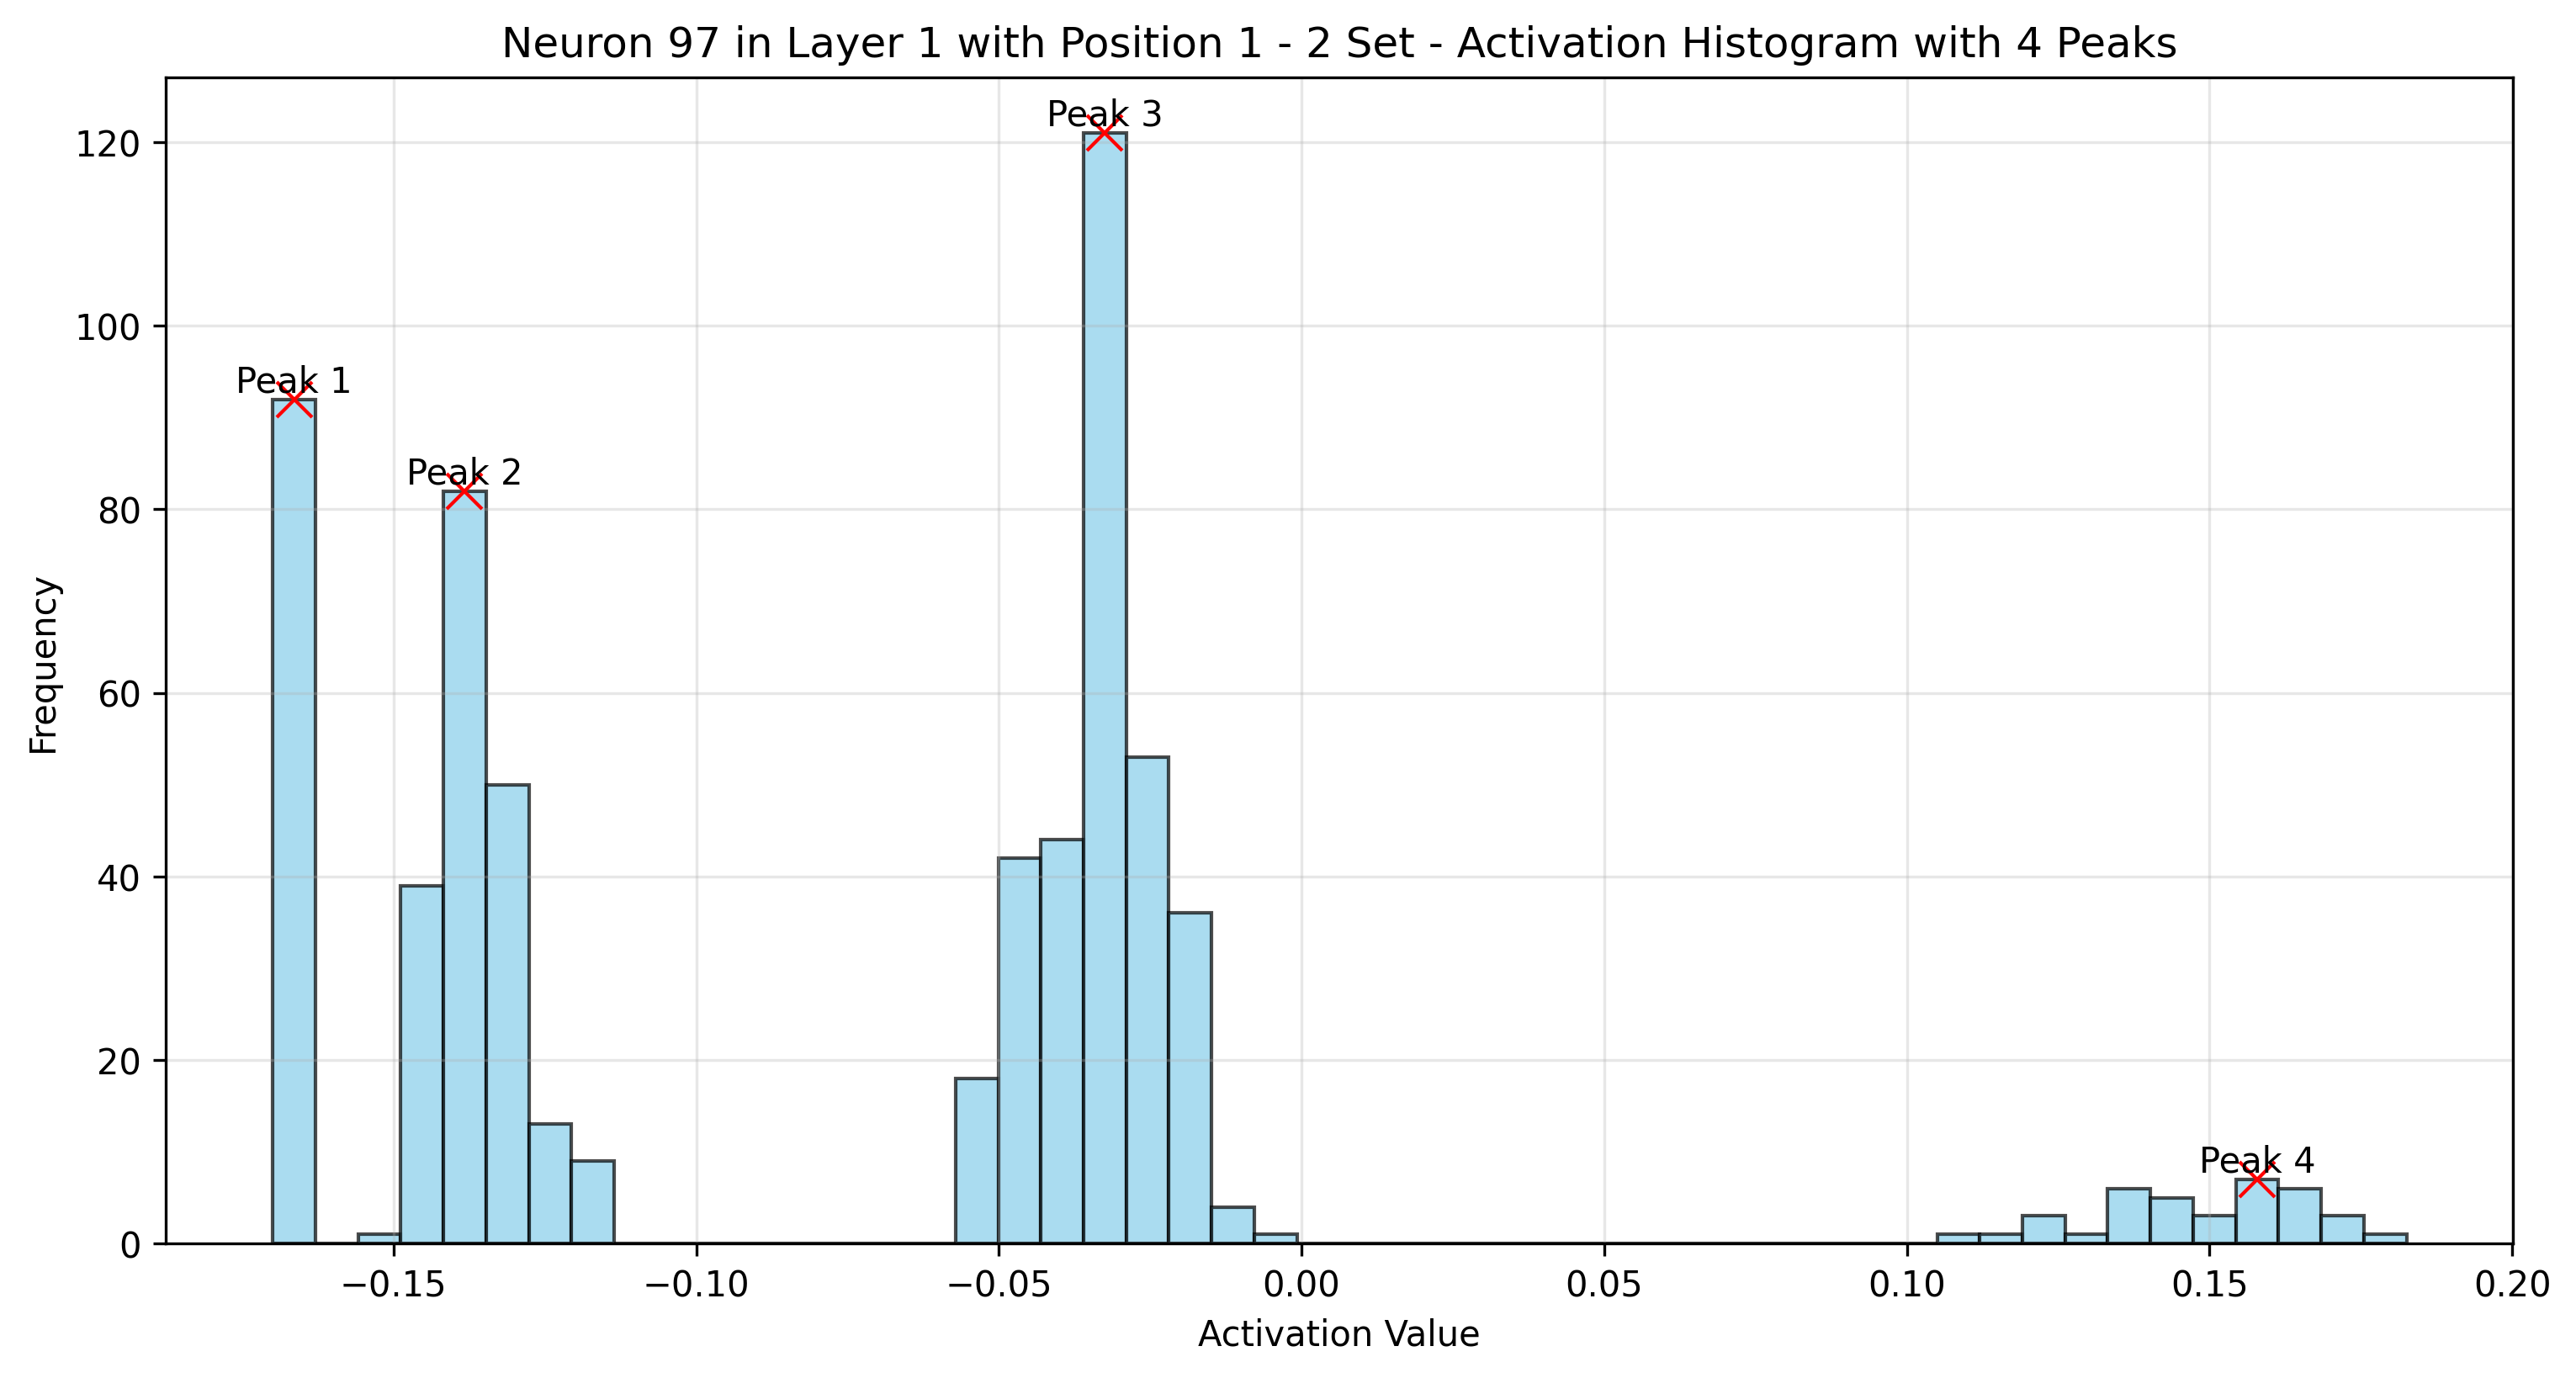 Neuron 97 in Layer 1 with Position 1 - 2 Set - Activation Histogram with 4 Peaks
Peak 3
120
100
Peak 1
Peak 2
80
Frequency
60
40
20
Peak 4
0
−0.15
−0.10
−0.05
0.00
0.05
0.10
0.15
0.20
Activation Value